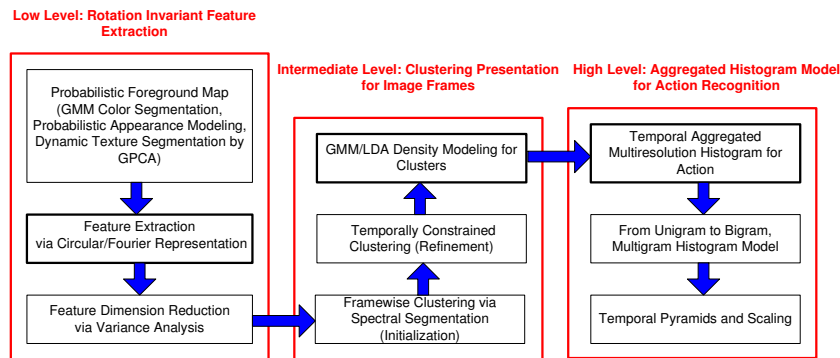 Low Level: Rotation Invariant Feature
Extraction
Probabilistic Foreground Map
(GMM Color Segmentation,
Probabilistic Appearance Modeling,
Dynamic Texture Segmentation by
GPCA)
Feature Extraction
via Circular/Fourier Representation
Feature Dimension Reduction
via Variance Analysis
Intermediate Level: Clustering Presentation
for Image Frames
GMM/LDA Density Modeling for
Clusters
Temporally Constrained
Clustering (Refinement)
Framewise Clustering via
Spectral Segmentation
(Initialization)
High Level: Aggregated Histogram Model
for Action Recognition
Temporal Aggregated
Multiresolution Histogram for
Action
From Unigram to Bigram,
Multigram Histogram Model
Temporal Pyramids and Scaling